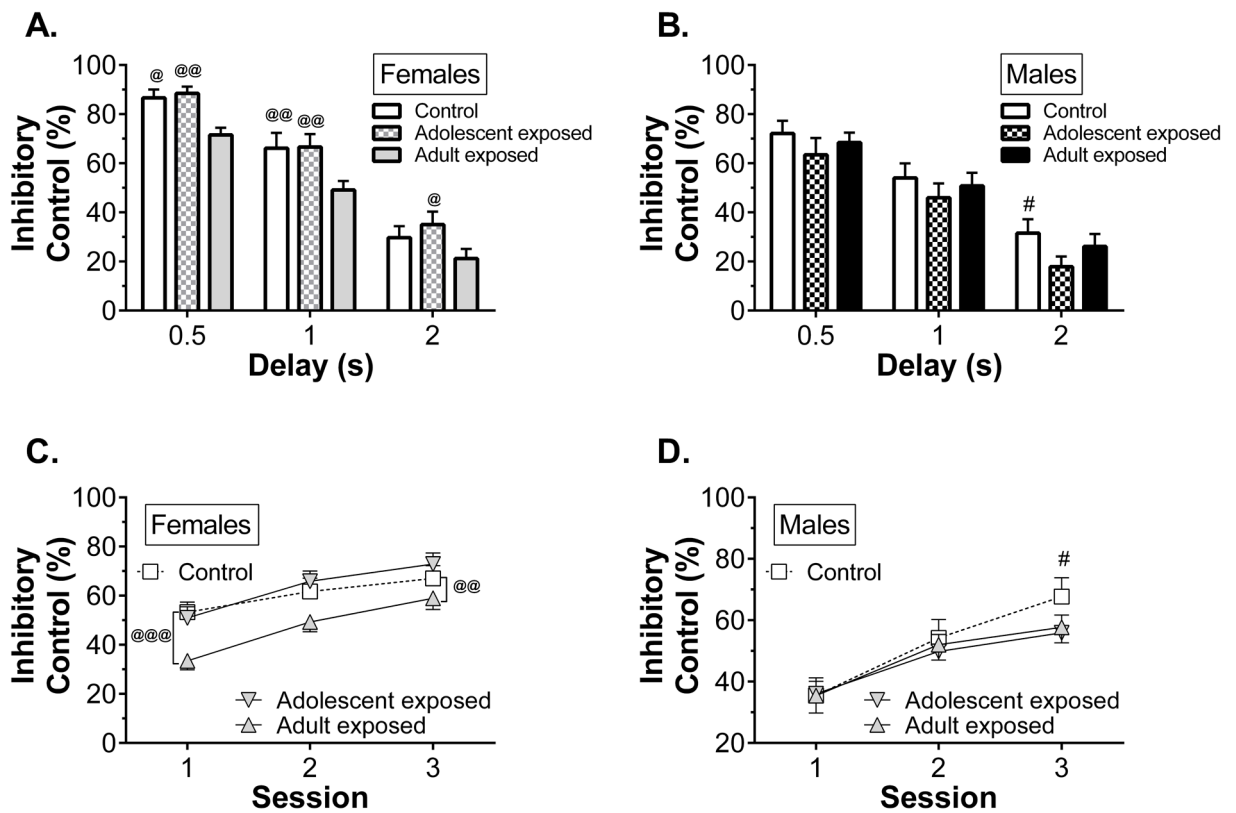 A.
Females
Control
Adolescent exposed
Adult exposed
Inhibitory
Control (%)
100
80
60
40
20
0
@
@@
@@
@@
@
0.5
1
2
Delay (s)
B.
Males
Control
Adolescent exposed
Adult exposed
Inhibitory
Control (%)
100
80
60
40
20
0
#
0.5
1
2
Delay (s)
C.
Females
Control
Inhibitory
Control (%)
100
80
60
40
20
0
@@@
@@
Adolescent exposed
Adult exposed
1
2
3
Session
D.
Males
Control
Inhibitory
Control (%)
100
80
60
40
20
#
Adolescent exposed
Adult exposed
1
2
3
Session